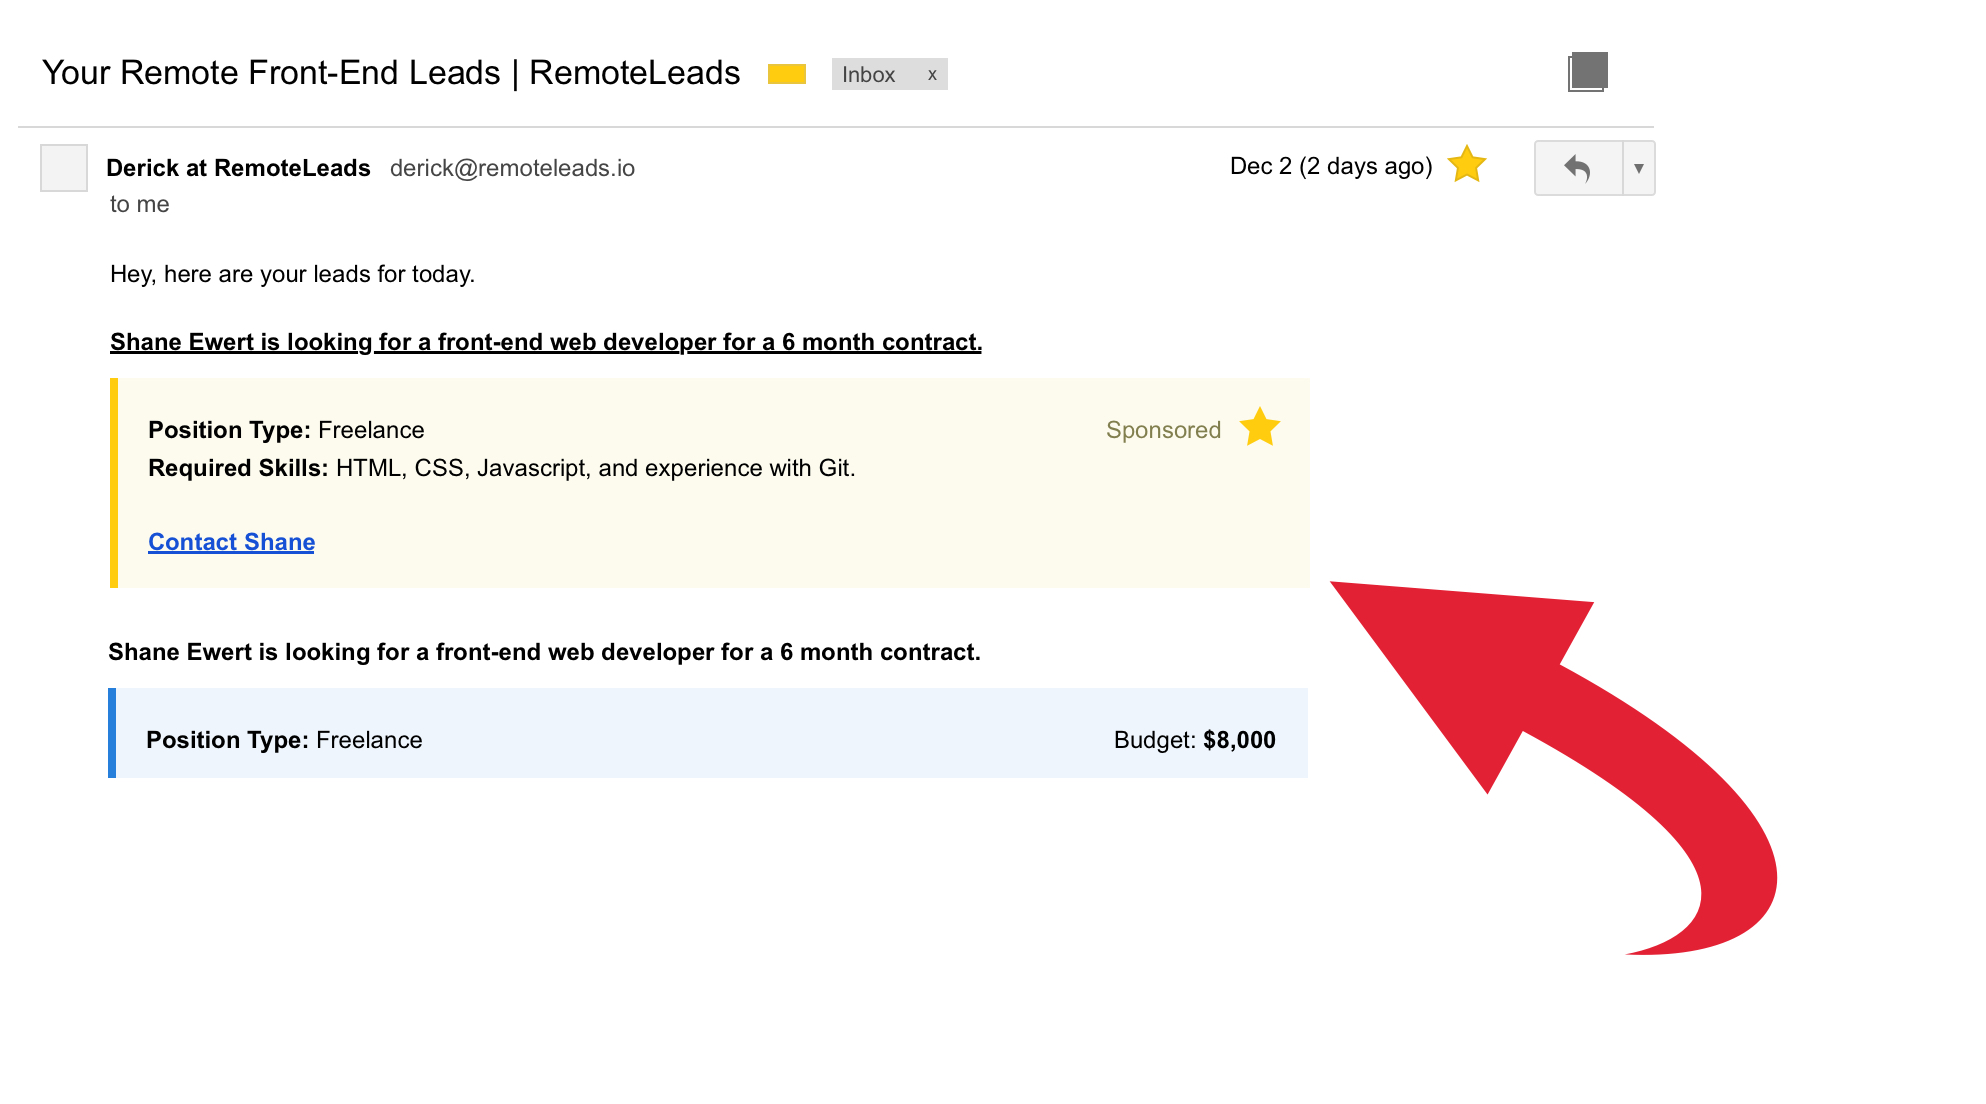 Your Remote Front-End Leads | RemoteLeads Inbox x
Derick at RemoteLeads derick@remoteleads.io Dec 2 (2 days ago)
to me
Hey, here are your leads for today.
Shane Ewert is looking for a front-end web developer for a 6 month contract.
Position Type: Freelance Sponsored
Required Skills: HTML, CSS, Javascript, and experience with Git.
Contact Shane
Shane Ewert is looking for a front-end web developer for a 6 month contract.
Position Type: Freelance Budget: $8,000